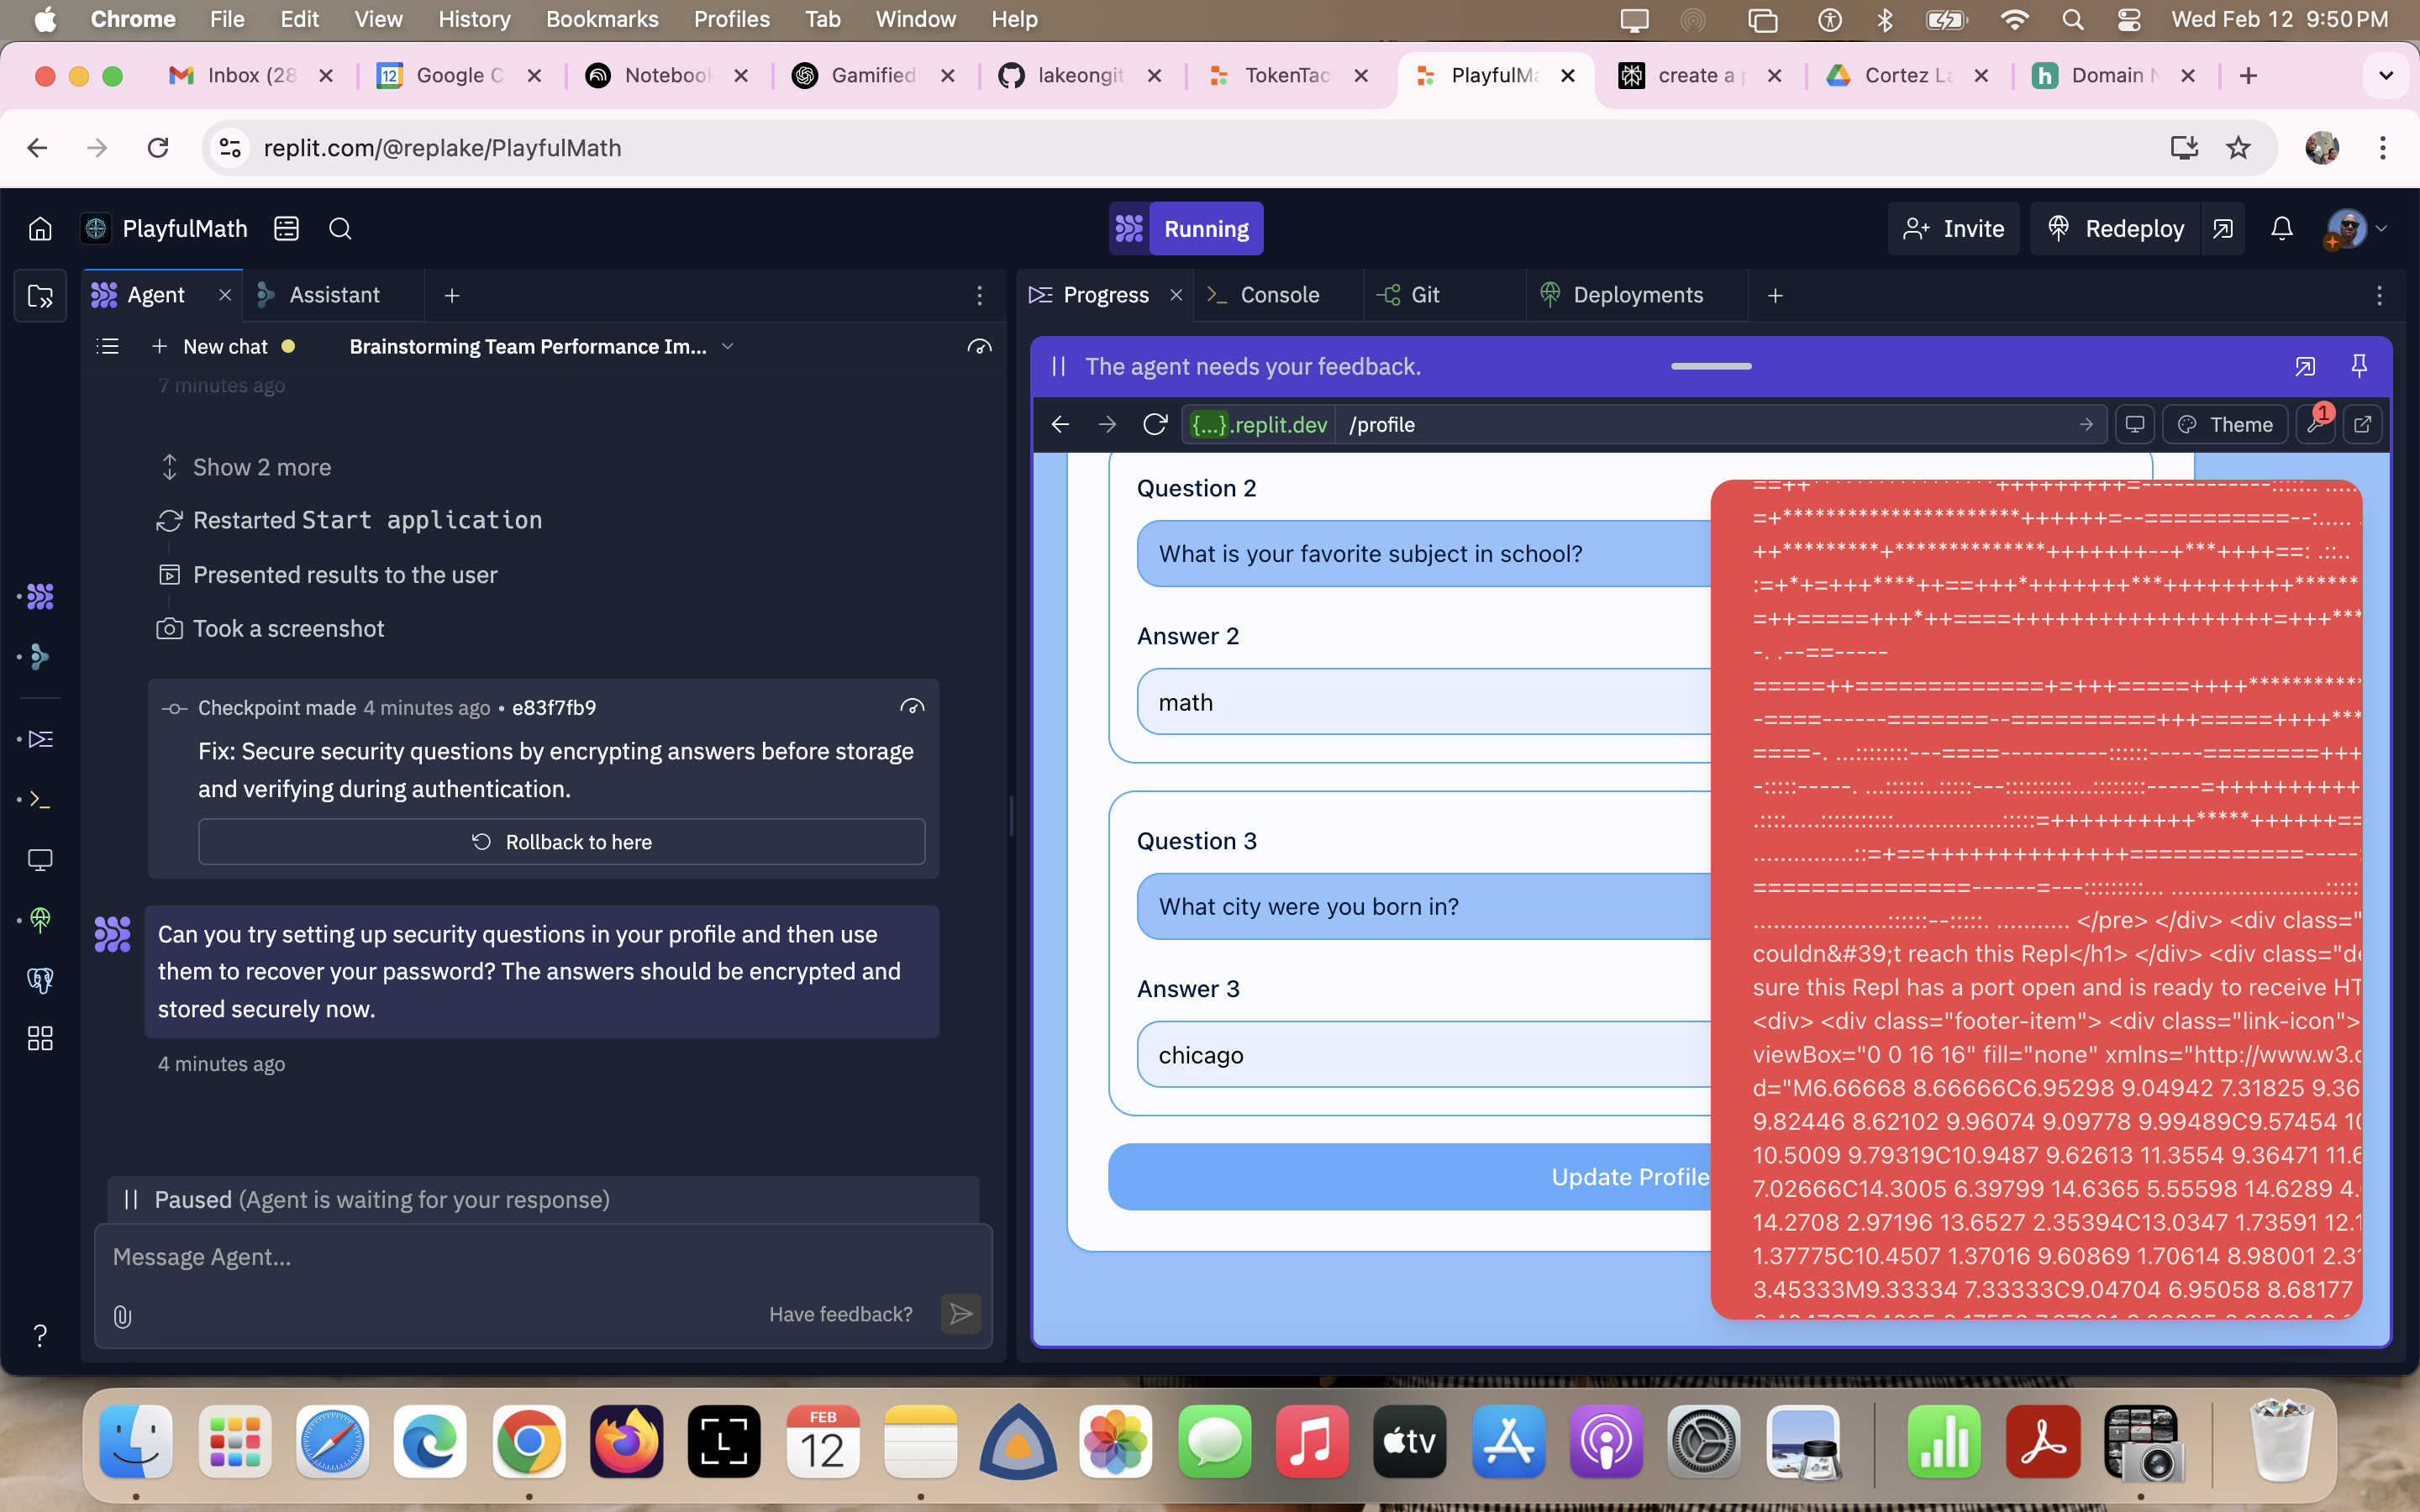 Chrome File Edit View History Bookmarks Profiles Tab Window Help Wed Feb 12 9:50 PM
Inbox (28 Google C Notebook Gamified lakeongit TokenTac PlayfulMa create a p Cortez La Domain N
replit.com/@replake/PlayfulMath
PlayfulMath Running Invite Redeploy
Agent Assistant
Progress Console Git Deployments
New chat Brainstorming Team Performance Im...
7 minutes ago
Show 2 more
Restarted Start application
Presented results to the user
Took a screenshot
Checkpoint made 4 minutes ago • e83f7fb9
Fix: Secure security questions by encrypting answers before storage
and verifying during authentication.
Rollback to here
Can you try setting up security questions in your profile and then use
them to recover your password? The answers should be encrypted and
stored securely now.
4 minutes ago
Paused (Agent is waiting for your response)
Message Agent...
Have feedback?
The agent needs your feedback.
{...}.replit.dev /profile Theme 1
Question 2
What is your favorite subject in school?
Answer 2
math
Question 3
What city were you born in?
Answer 3
chicago
Update Profile
</pre> </div> <div class="
couldn&#39;t reach this Repl</h1> </div> <div class="de
sure this Repl has a port open and is ready to receive HT
<div> <div class="footer-item"> <div class="link-icon">
viewBox="0 0 16 16" fill="none" xmlns="http://www.w3.o
d="M6.66668 8.66666C6.95298 9.04942 7.31825 9.36
9.82446 8.62102 9.96074 9.09778 9.99489C9.57454 10
10.5009 9.79319C10.9487 9.62613 11.3554 9.36471 11.6
7.02666C14.3005 6.39799 14.6365 5.55598 14.6289 4.
14.2708 2.97196 13.6527 2.35394C13.0347 1.73591 12.1
1.37775C10.4507 1.37016 9.60869 1.70614 8.98001 2.31
3.45333M9.33334 7.33333C9.04704 6.95058 8.68177
FEB
12
tv